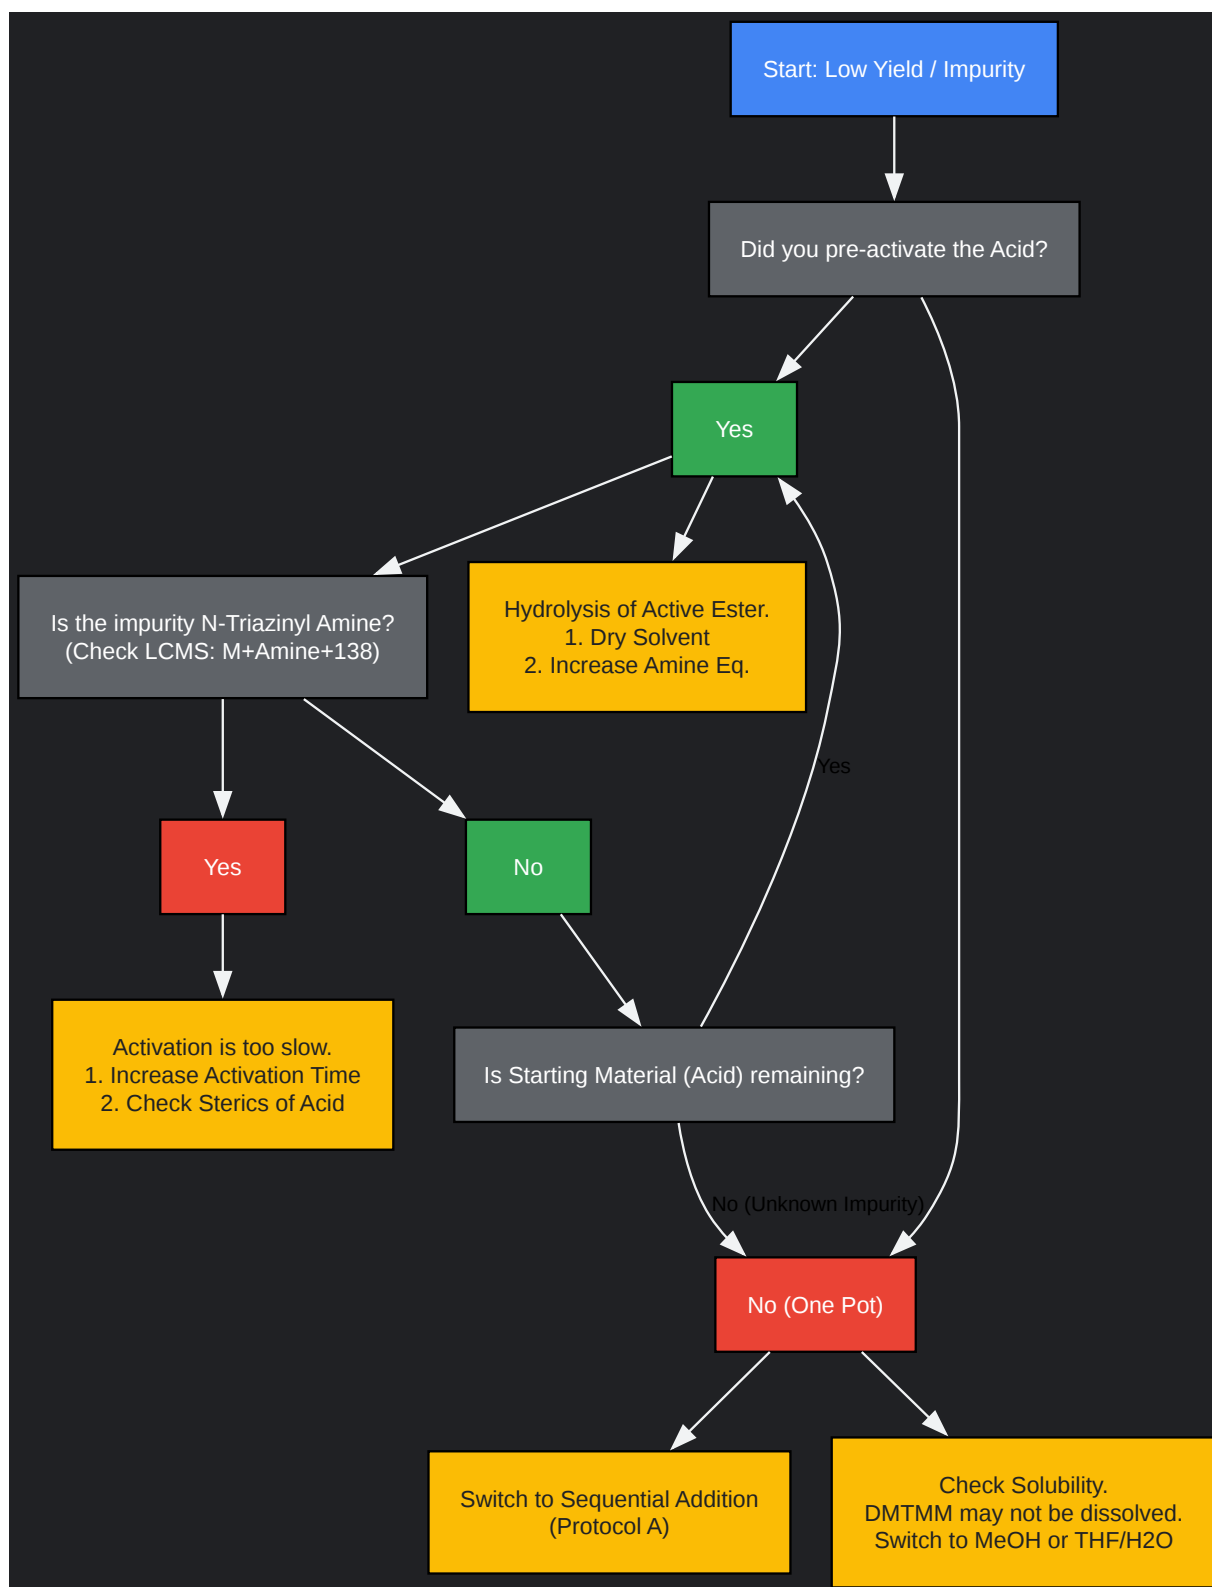 Start: Low Yield / Impurity
Did you pre-activate the Acid?
Yes
Is the impurity N-Triazinyl Amine?
(Check LCMS: M+Amine+138)
Hydrolysis of Active Ester.
1. Dry Solvent
2. Increase Amine Eq.
Yes
Yes
No
Activation is too slow.
1. Increase Activation Time
2. Check Sterics of Acid
Is Starting Material (Acid) remaining?
No (Unknown Impurity)
No (One Pot)
Switch to Sequential Addition
(Protocol A)
Check Solubility.
DMTMM may not be dissolved.
Switch to MeOH or THF/H2O